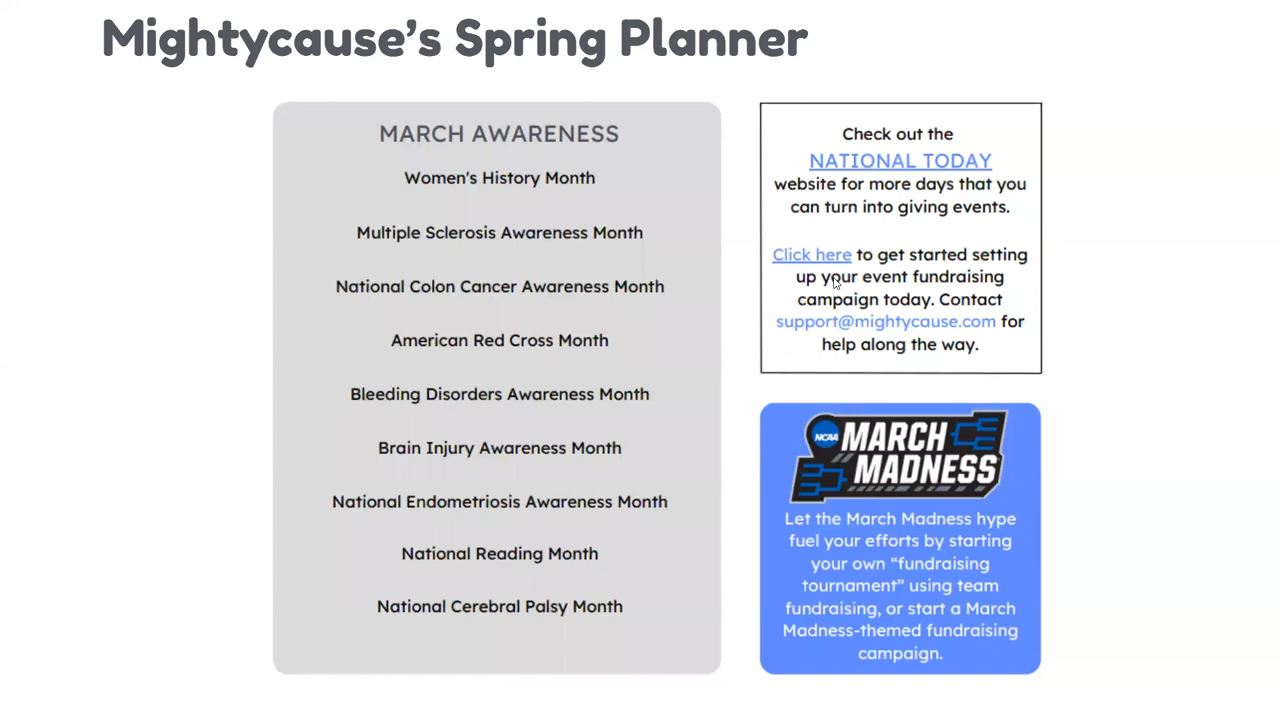 Mightycause’s Spring Planner
MARCH AWARENESS
Women's History Month
Multiple Sclerosis Awareness Month
National Colon Cancer Awareness Month
American Red Cross Month
Bleeding Disorders Awareness Month
Brain Injury Awareness Month
National Endometriosis Awareness Month
National Reading Month
National Cerebral Palsy Month
Check out the
NATIONAL TODAY
website for more days that you
can turn into giving events.
Click here to get started setting
up your event fundraising
campaign today. Contact
support@mightycause.com for
help along the way.
NCAA
MARCH
MADNESS
Let the March Madness hype
fuel your efforts by starting
your own “fundraising
tournament” using team
fundraising, or start a March
Madness-themed fundraising
campaign.